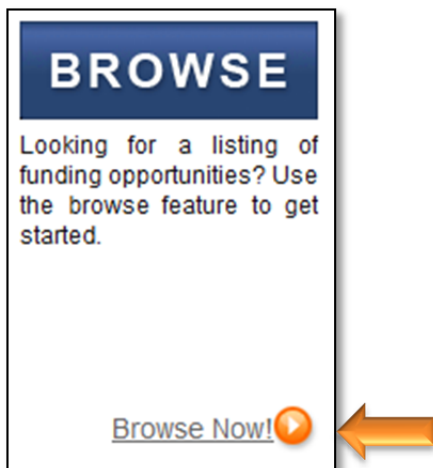 BROWSE
Looking for a listing of
funding opportunities? Use
the browse feature to get
started.
Browse Now!